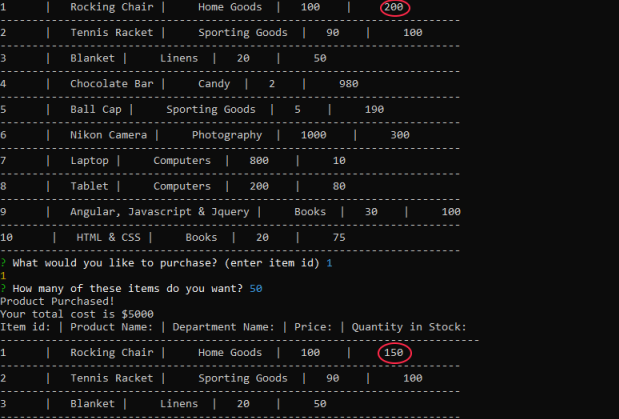 1 | Rocking Chair | Home Goods | 100 | 200
--------------------------------------------------------------------------
2 | Tennis Racket | Sporting Goods | 90 | 100
--------------------------------------------------------------------------
3 | Blanket | Linens | 20 | 50
--------------------------------------------------------------------------
4 | Chocolate Bar | Candy | 2 | 980
--------------------------------------------------------------------------
5 | Ball Cap | Sporting Goods | 5 | 190
--------------------------------------------------------------------------
6 | Nikon Camera | Photography | 1000 | 300
--------------------------------------------------------------------------
7 | Laptop | Computers | 800 | 10
--------------------------------------------------------------------------
8 | Tablet | Computers | 200 | 80
--------------------------------------------------------------------------
9 | Angular, Javascript & Jquery | Books | 30 | 100
--------------------------------------------------------------------------
10 | HTML & CSS | Books | 20 | 75
--------------------------------------------------------------------------
? What would you like to purchase? (enter item id) 1
1
? How many of these items do you want? 50
Product Purchased!
Your total cost is $5000
Item id: | Product Name: | Department Name: | Price: | Quantity in Stock:
--------------------------------------------------------------------------
1 | Rocking Chair | Home Goods | 100 | 150
--------------------------------------------------------------------------
2 | Tennis Racket | Sporting Goods | 90 | 100
--------------------------------------------------------------------------
3 | Blanket | Linens | 20 | 50
--------------------------------------------------------------------------